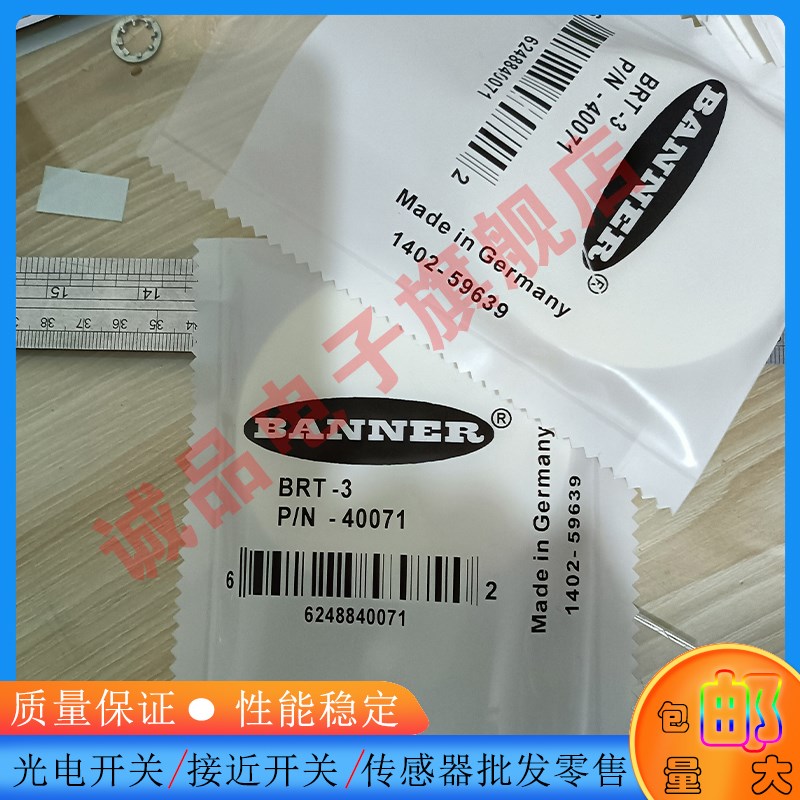 BANNER®
BRT-3
P/N -40071
6248840071
2
Made in Germany
1402-59639
15 14
38 37 36 35
诚品电子旗舰店
BANNER®
BRT -3
P/N - 40071
6 2
6248840071
Made in Germany
1402- 59639
质量保证 ● 性能稳定
光电开关/接近开关/传感器批发零售
包邮
量大